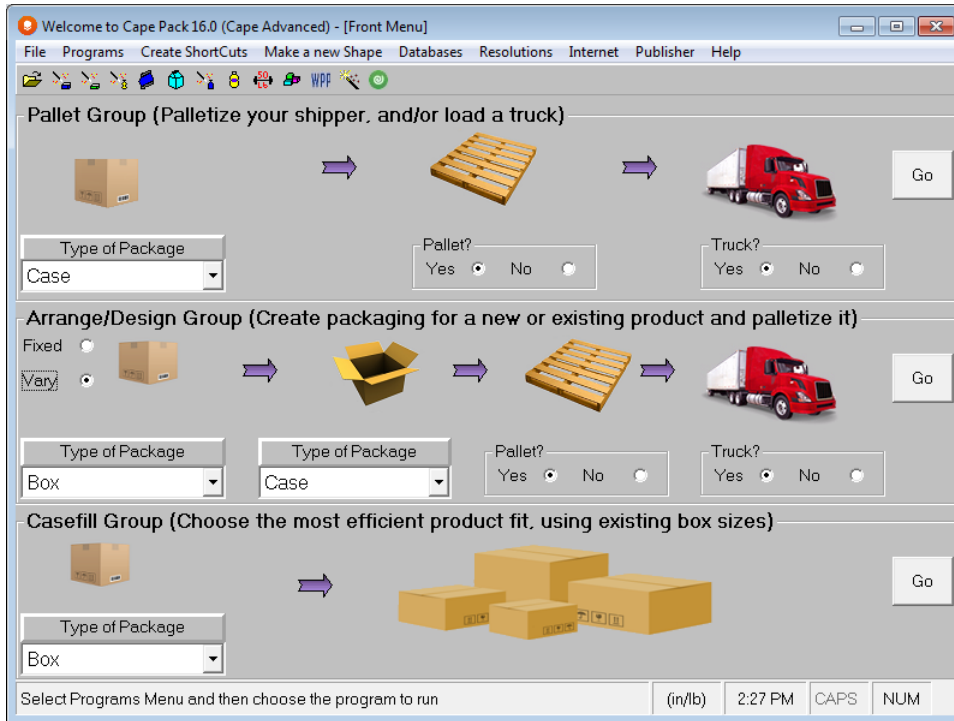 Welcome to Cape Pack 16.0 (Cape Advanced) - [Front Menu]
File Programs Create ShortCuts Make a new Shape Databases Resolutions Internet Publisher Help
WPP
Pallet Group (Palletize your shipper, and/or load a truck)
Go
Type of Package
Case
Pallet?
Yes No
Truck?
Yes No
Arrange/Design Group (Create packaging for a new or existing product and palletize it)
Fixed
Vary
Go
Type of Package
Box
Type of Package
Case
Pallet?
Yes No
Truck?
Yes No
Casefill Group (Choose the most efficient product fit, using existing box sizes)
Go
Type of Package
Box
Select Programs Menu and then choose the program to run (in/lb) 2:27 PM CAPS NUM